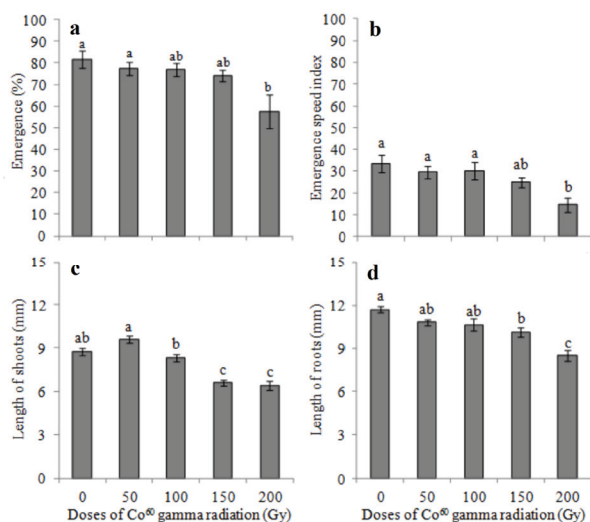 a
Emergence (%)
100
90
80
70
60
50
40
30
20
10
0
a
a
ab
ab
b
b
Emergence speed index
100
90
80
70
60
50
40
30
20
10
0
a
a
a
ab
b
c
Length of shoots (mm)
15
12
9
6
3
0
ab
a
b
c
c
0 50 100 150 200
Doses of Co⁶⁰ gamma radiation (Gy)
d
Length of roots (mm)
15
12
9
6
3
0
a
ab
ab
b
c
0 50 100 150 200
Doses of Co⁶⁰ gamma radiation (Gy)